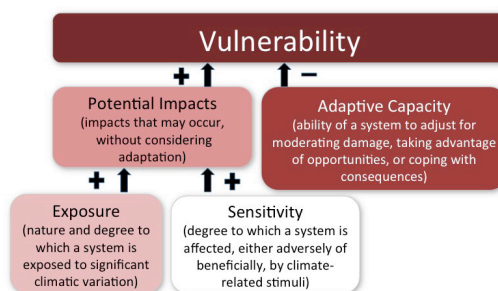 Vulnerability
+
−
Potential Impacts
(impacts that may occur,
without considering
adaptation)
Adaptive Capacity
(ability of a system to adjust for
moderating damage, taking advantage
of opportunities, or coping with
consequences)
+
+
Exposure
(nature and degree to
which a system is
exposed to significant
climatic variation)
Sensitivity
(degree to which a system is
affected, either adversely of
beneficially, by climate-
related stimuli)